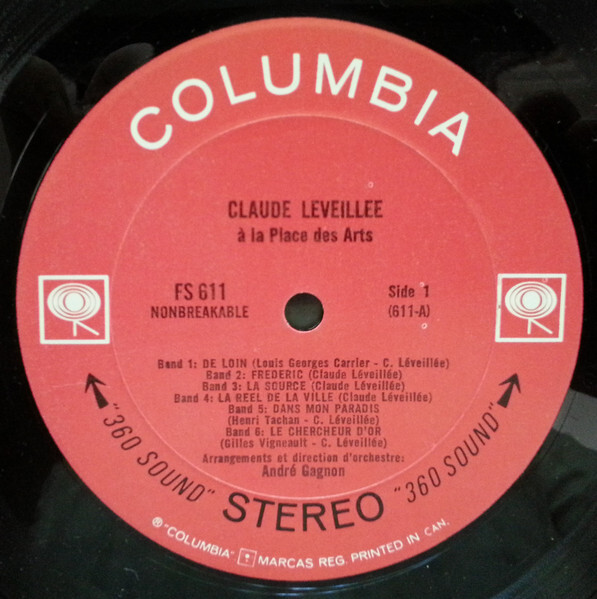 COLUMBIA
CLAUDE LEVEILLEE
à la Place des Arts
FS 611
NONBREAKABLE
Side 1
(611-A)
Band 1: DE LOIN (Louis Georges Carrier - C. Léveillée)
Band 2: FREDERIC (Claude Léveillée)
Band 3: LA SOURCE (Claude Léveillée)
Band 4: LA REEL DE LA VILLE (Claude Léveillée)
Band 5: DANS MON PARADIS
(Henri Tachan - C. Léveillée)
Band 6: LE CHERCHEUR D'OR
(Gilles Vigneault - C. Léveillée)
Arrangements et direction d'orchestre:
André Gagnon
"360 SOUND" STEREO "360 SOUND"
® "COLUMBIA" MARCAS REG. PRINTED IN CAN.